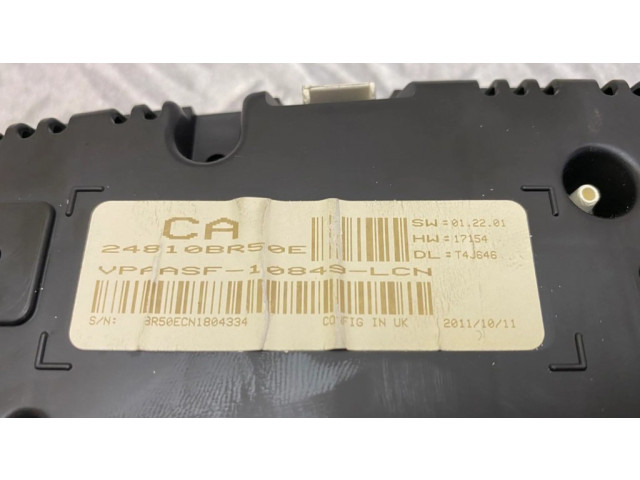 CA
24810BR50E
VPAASF-10849-LCN
SW:01.22.01
HW:17154
DL:T4J646
S/N: BR50ECN1804334
CONFIG IN UK
2011/10/11